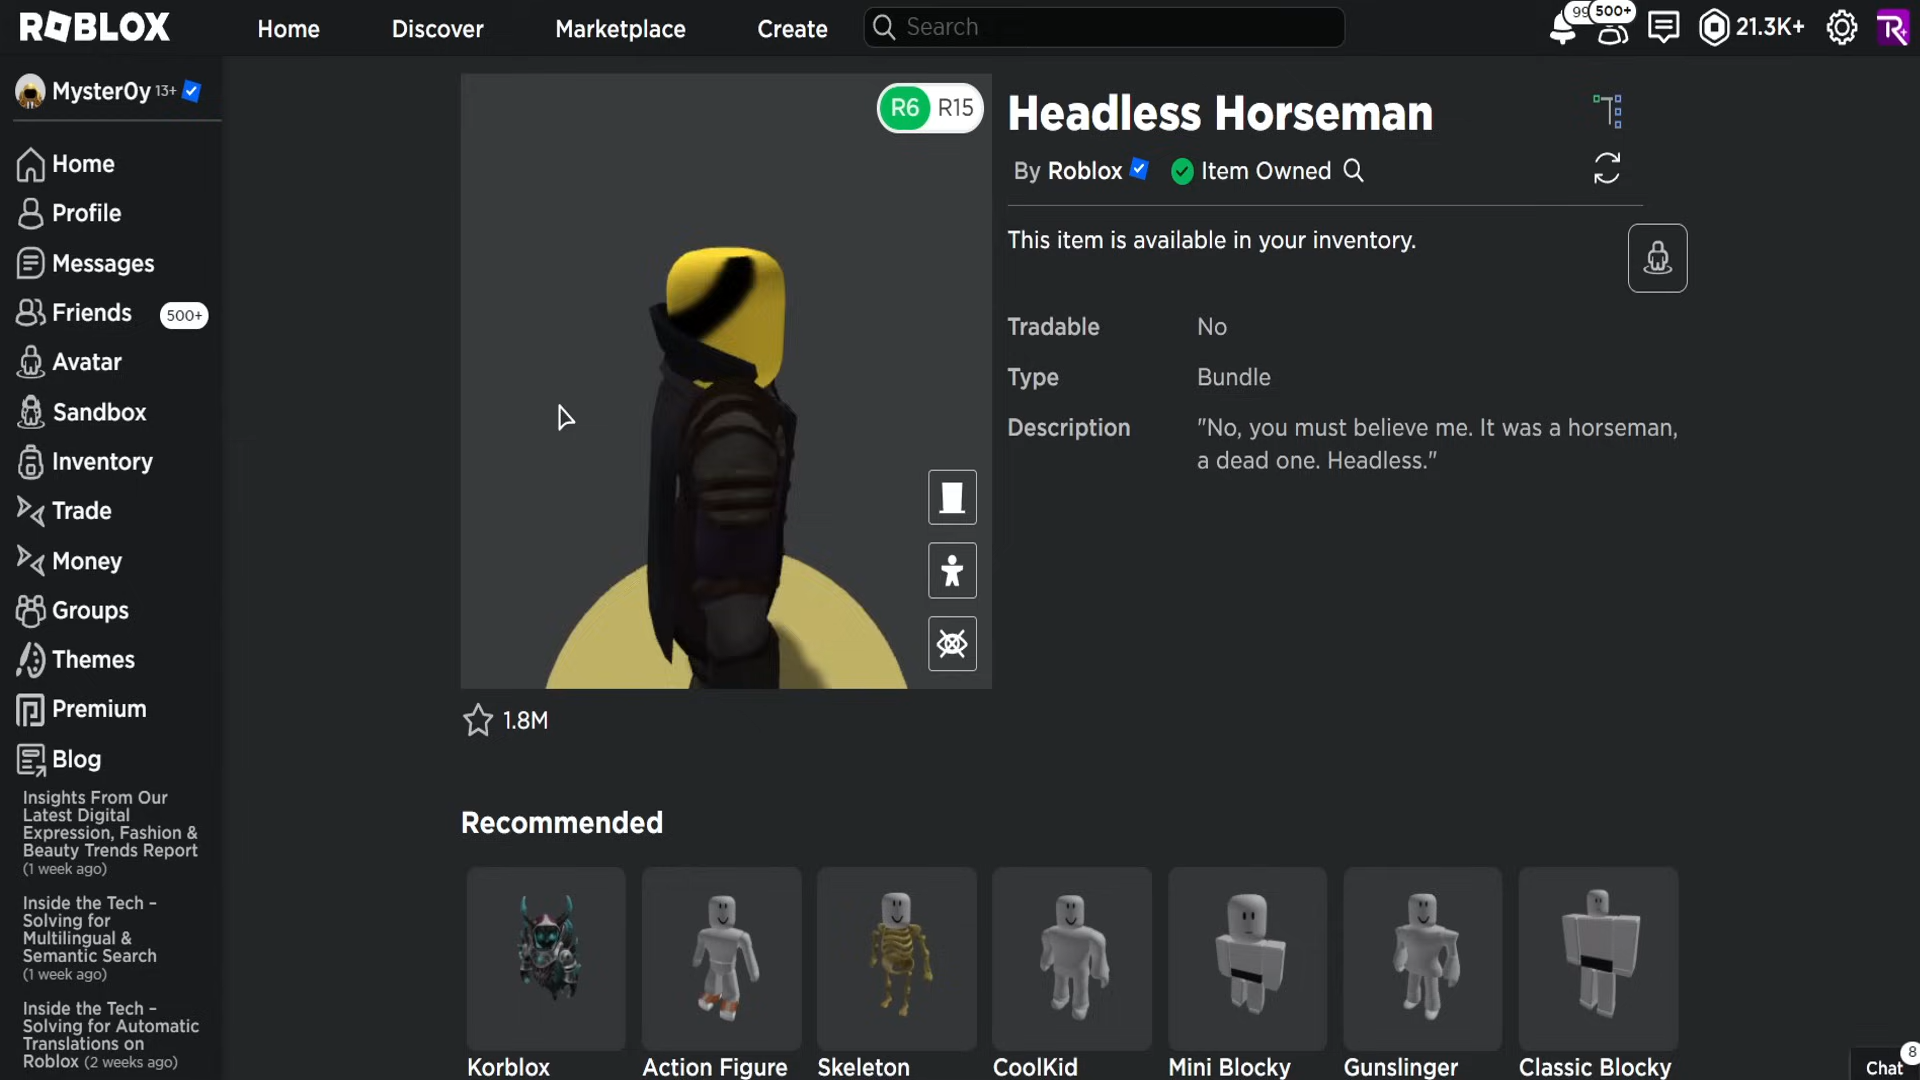 ROBLOX
Home
Discover
Marketplace
Create
Search
99
500+
21.3K+
MysterOy 13+
Home
Profile
Messages
Friends 500+
Avatar
Sandbox
Inventory
Trade
Money
Groups
Themes
Premium
Blog
Insights From Our
Latest Digital
Expression, Fashion &
Beauty Trends Report
(1 week ago)
Inside the Tech –
Solving for
Multilingual &
Semantic Search
(1 week ago)
Inside the Tech –
Solving for Automatic
Translations on
Roblox (2 weeks ago)
R6 R15
1.8M
Headless Horseman
By Roblox Item Owned
This item is available in your inventory.
Tradable No
Type Bundle
Description "No, you must believe me. It was a horseman,
a dead one. Headless."
Recommended
Korblox
Action Figure
Skeleton
CoolKid
Mini Blocky
Gunslinger
Classic Blocky
Chat 8